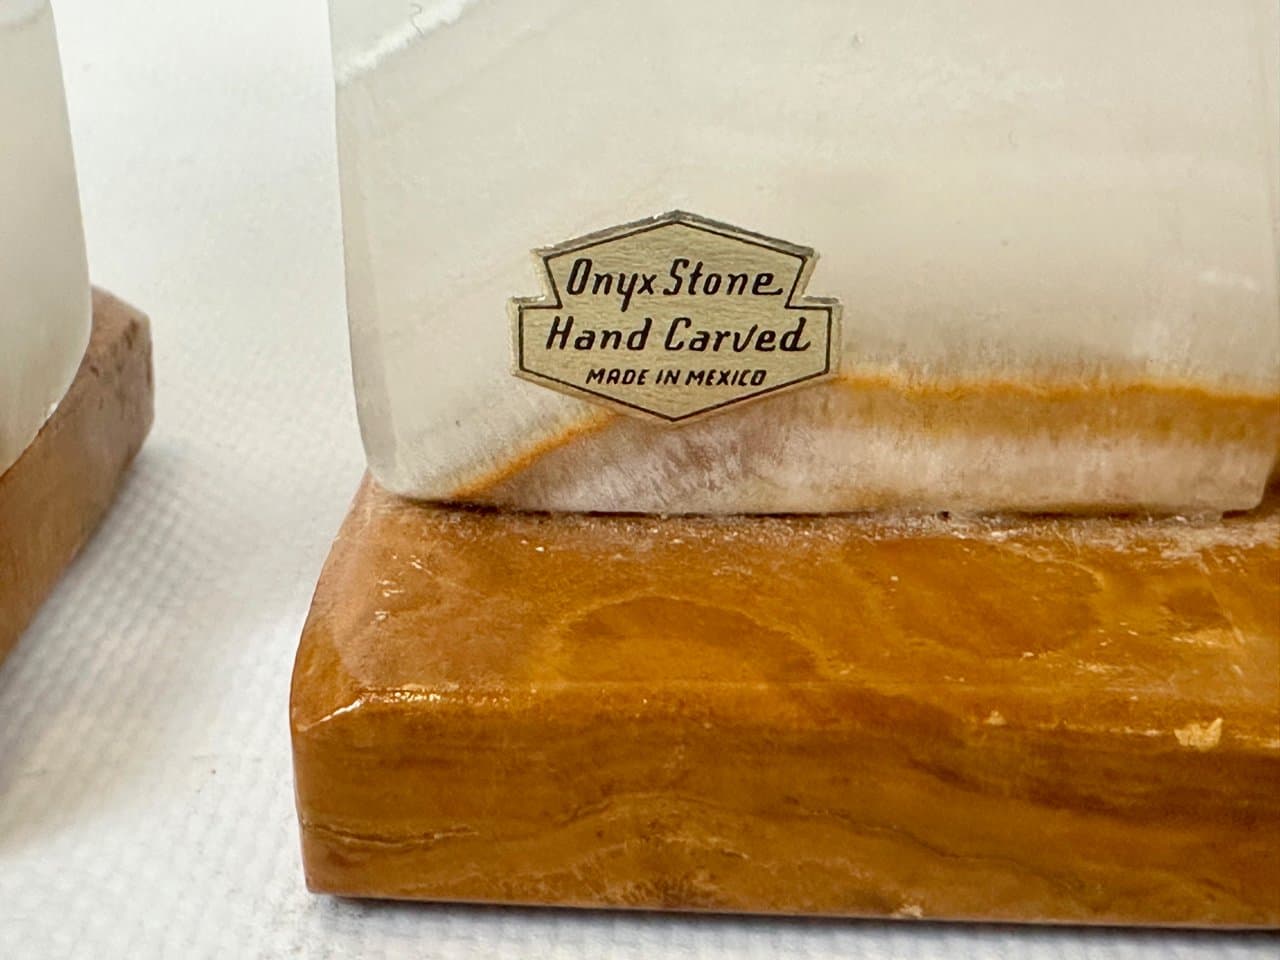 Onyx Stone
Hand Carved
MADE IN MEXICO